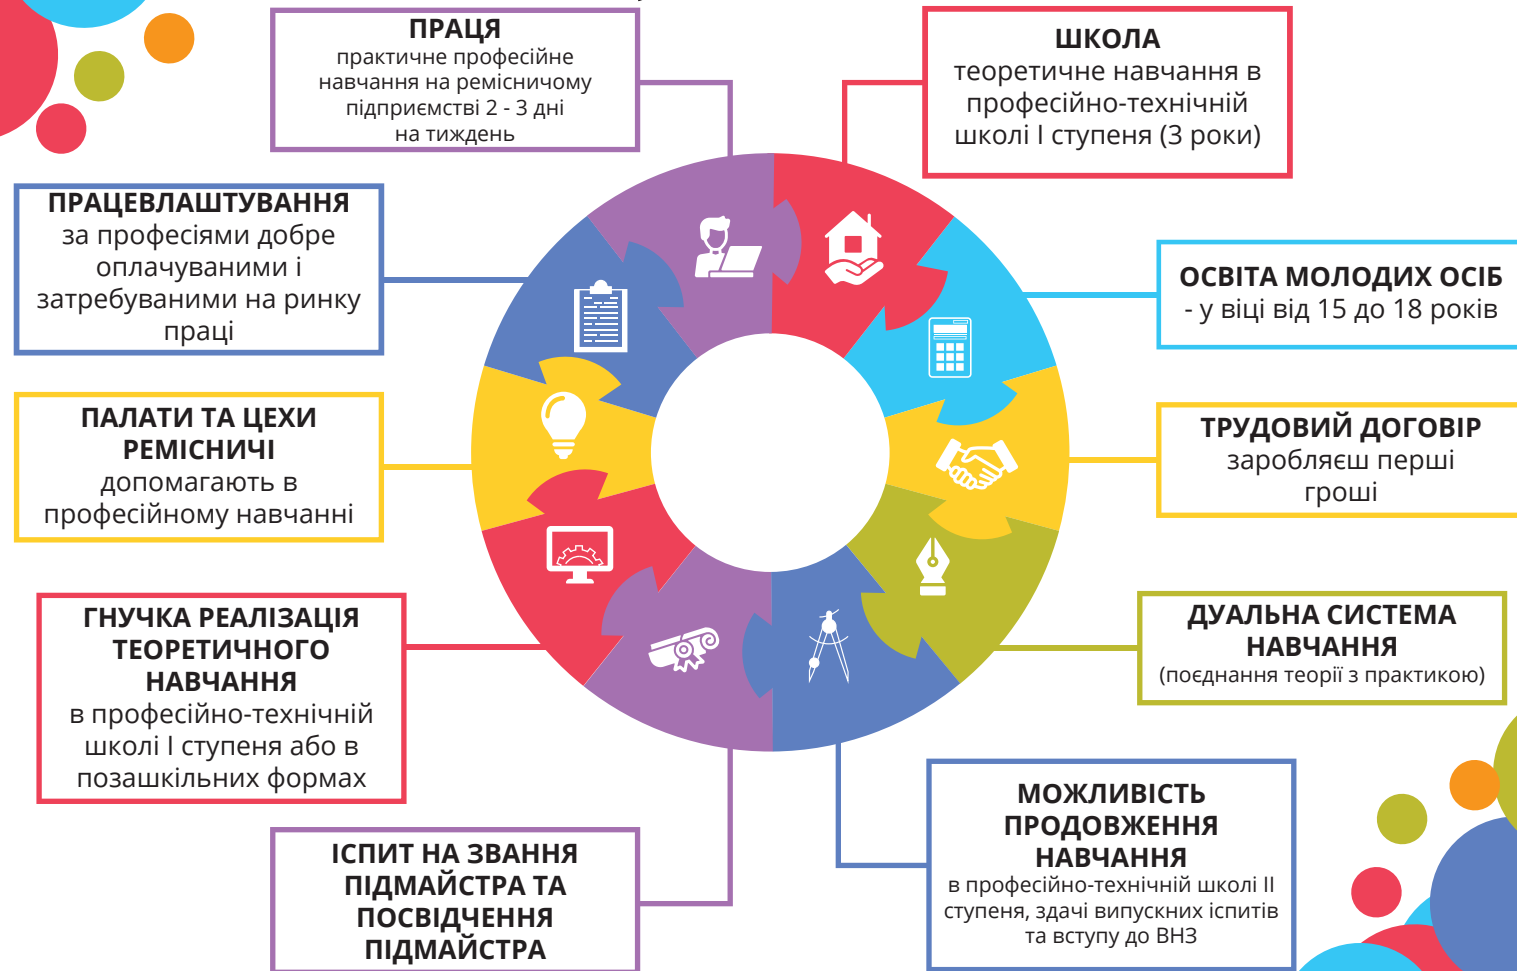 ПРАЦЯ
практичне професійне
навчання на ремісничому
підприємстві 2 - 3 дні
на тиждень
ШКОЛА
теоретичне навчання в
професійно-технічній
школі І ступеня (3 роки)
ПРАЦЕВЛАШТУВАННЯ
за професіями добре
оплачуваними і
затребуваними на ринку
праці
ОСВІТА МОЛОДИХ ОСІБ
- у віці від 15 до 18 років
ПАЛАТИ ТА ЦЕХИ
РЕМІСНИЧІ
допомагають в
професійному навчанні
ТРУДОВИЙ ДОГОВІР
заробляєш перші
гроші
ГНУЧКА РЕАЛІЗАЦІЯ
ТЕОРЕТИЧНОГО
НАВЧАННЯ
в професійно-технічній
школі І ступеня або в
позашкільних формах
ДУАЛЬНА СИСТЕМА
НАВЧАННЯ
(поєднання теорії з практикою)
ІСПИТ НА ЗВАННЯ
ПІДМАЙСТРА ТА
ПОСВІДЧЕННЯ
ПІДМАЙСТРА
МОЖЛИВІСТЬ
ПРОДОВЖЕННЯ
НАВЧАННЯ
в професійно-технічній школі ІІ
ступеня, здачі випускних іспитів
та вступу до ВНЗ